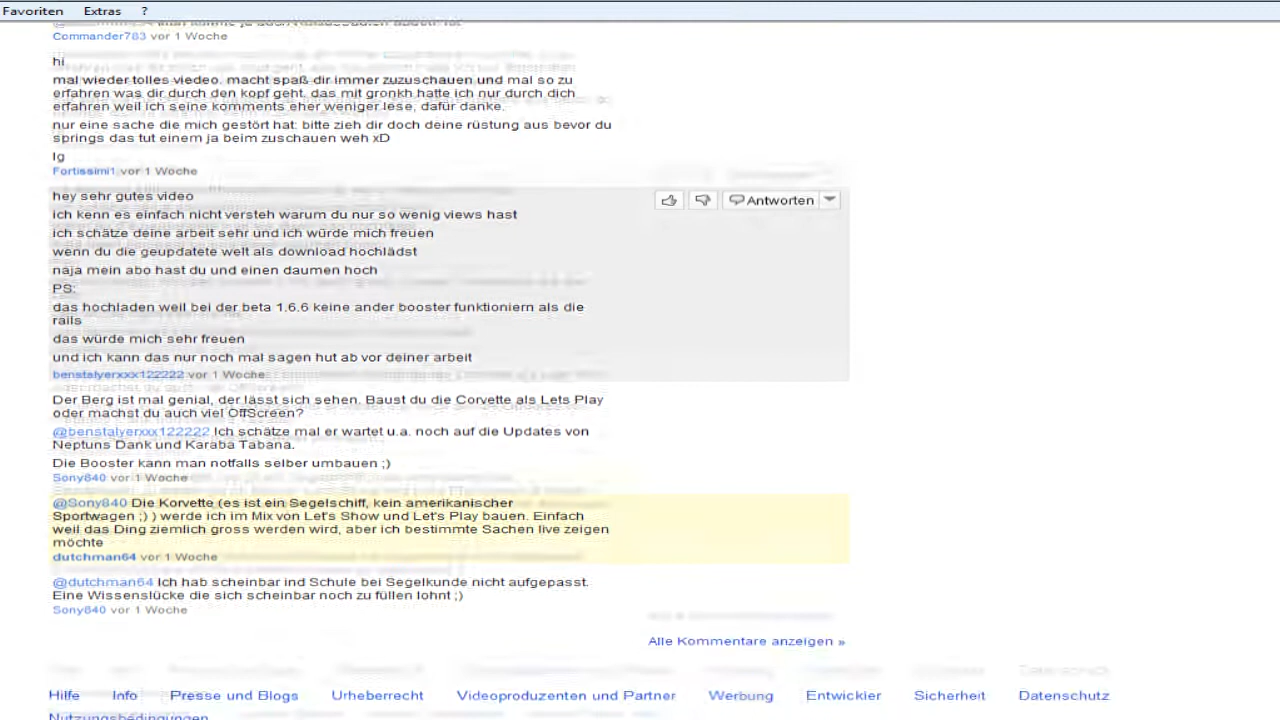 Favoriten Extras ?
Commander783 vor 1 Woche
hi
mal wieder tolles viedeo. macht spaß dir immer zuzuschauen und mal so zu
erfahren was dir durch den kopf geht. das mit gronkh hatte ich nur durch dich
erfahren weil ich seine komments eher weniger lese, dafür danke.
nur eine sache die mich gestört hat: bitte zieh dir doch deine rüstung aus bevor du
springs das tut einem ja beim zuschauen weh xD
lg
Fortissimi1 vor 1 Woche
hey sehr gutes video
Antworten
ich kenn es einfach nicht versteh warum du nur so wenig views hast
ich schätze deine arbeit sehr und ich würde mich freuen
wenn du die geupdatete welt als download hochlädst
naja mein abo hast du und einen daumen hoch
PS:
das hochladen weil bei der beta 1.6.6 keine ander booster funktioniern als die
rails
das würde mich sehr freuen
und ich kann das nur noch mal sagen hut ab vor deiner arbeit
benstalyerxxx122222 vor 1 Woche
Der Berg ist mal genial, der lässt sich sehen. Baust du die Corvette als Lets Play
oder machst du auch viel OffScreen?
@benstalyerxxx122222 Ich schätze mal er wartet u.a. noch auf die Updates von
Neptuns Dank und Karaba Tabana.
Die Booster kann man notfalls selber umbauen ;)
Sony840 vor 1 Woche
@Sony840 Die Korvette (es ist ein Segelschiff, kein amerikanischer
Sportwagen ;) ) werde ich im Mix von Let's Show und Let's Play bauen. Einfach
weil das Ding ziemlich gross werden wird, aber ich bestimmte Sachen live zeigen
möchte
dutchman64 vor 1 Woche
@dutchman64 Ich hab scheinbar ind Schule bei Segelkunde nicht aufgepasst.
Eine Wissenslücke die sich scheinbar noch zu füllen lohnt ;)
Sony840 vor 1 Woche
Alle Kommentare anzeigen »
Hilfe Info Presse und Blogs Urheberrecht Videoproduzenten und Partner Werbung Entwickler Sicherheit Datenschutz
Nutzungsbedingungen